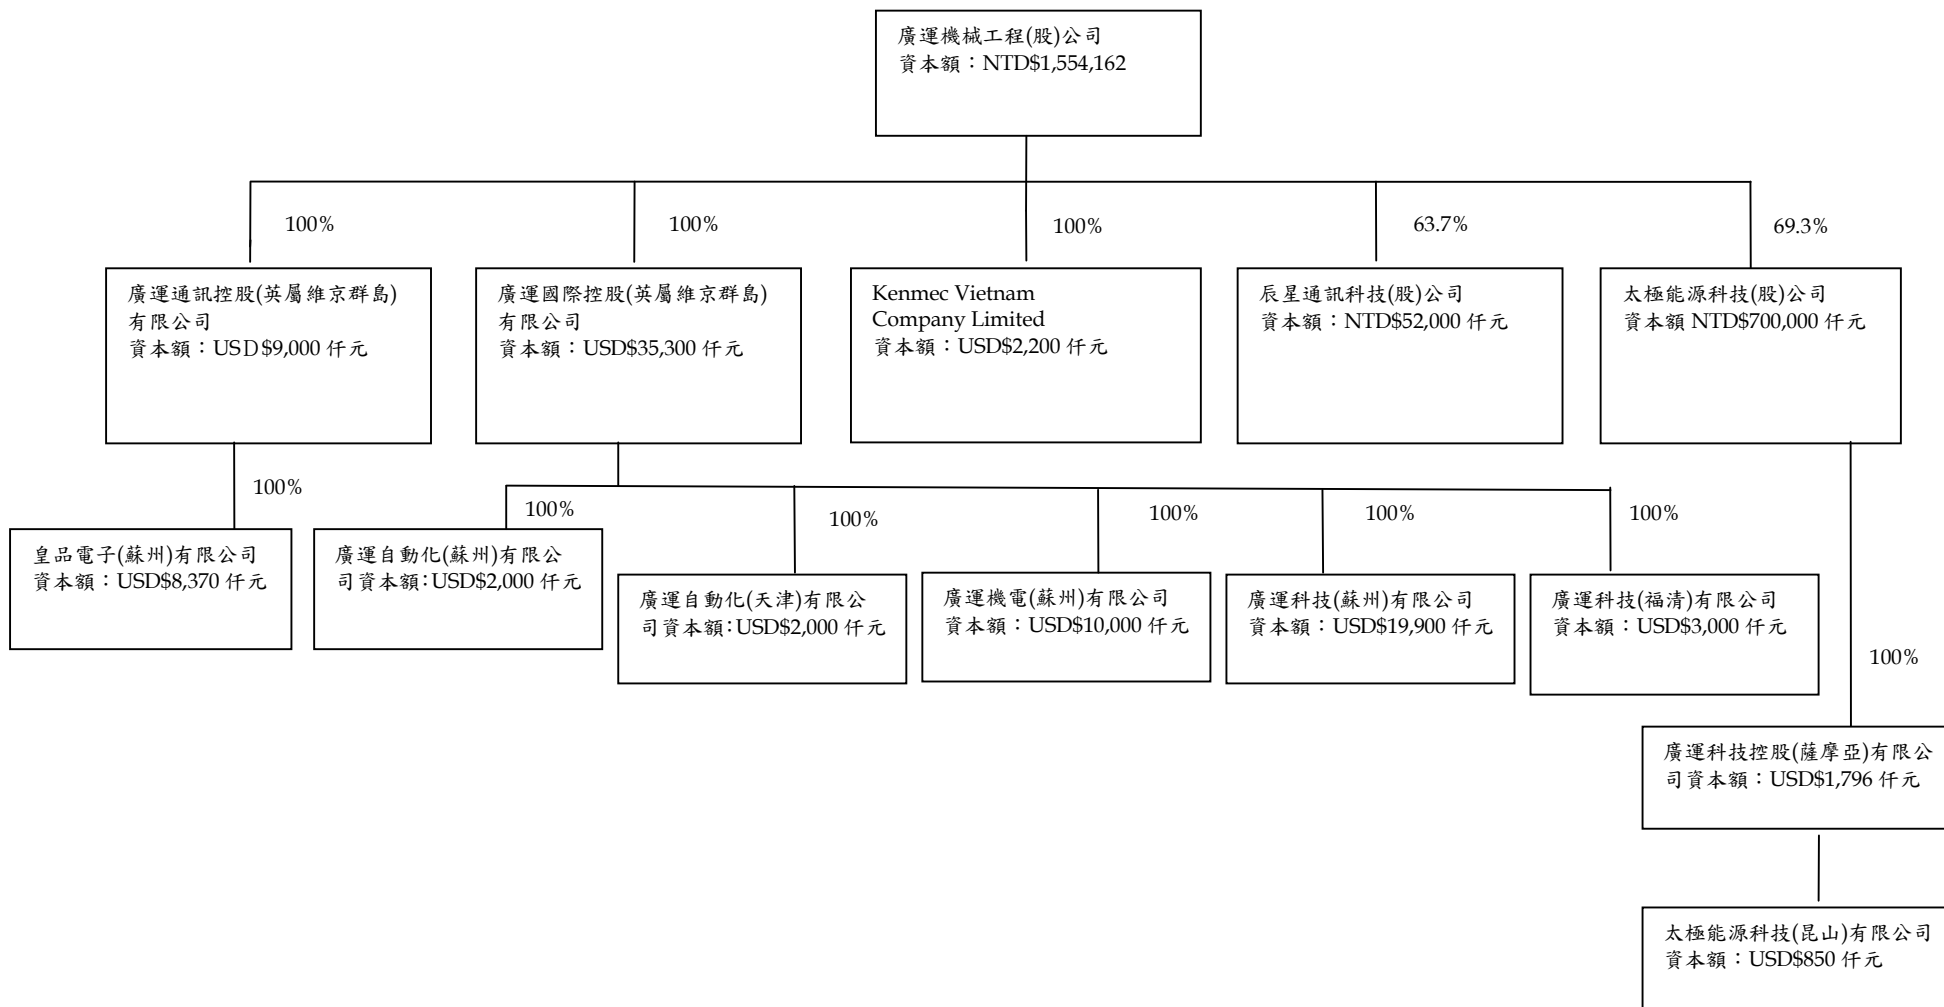 廣運機械工程(股)公司
資本額：NTD$1,554,162
100%
100%
100%
63.7%
69.3%
廣運通訊控股(英屬維京群島)
有限公司
資本額：USＤ$9,000 仟元
廣運國際控股(英屬維京群島)
有限公司
資本額：USD$35,300 仟元
Kenmec Vietnam
Company Limited
資本額：USD$2,200 仟元
辰星通訊科技(股)公司
資本額：NTD$52,000 仟元
太極能源科技(股)公司
資本額 NTD$700,000 仟元
100%
100%
100%
100%
100%
100%
皇品電子(蘇州)有限公司
資本額：USD$8,370 仟元
廣運自動化(蘇州)有限公
司資本額:USD$2,000 仟元
廣運自動化(天津)有限公
司資本額:USD$2,000 仟元
廣運機電(蘇州)有限公司
資本額：USD$10,000 仟元
廣運科技(蘇州)有限公司
資本額：USD$19,900 仟元
廣運科技(福清)有限公司
資本額：USD$3,000 仟元
100%
廣運科技控股(薩摩亞)有限公
司資本額：USD$1,796 仟元
太極能源科技(昆山)有限公司
資本額：USD$850 仟元